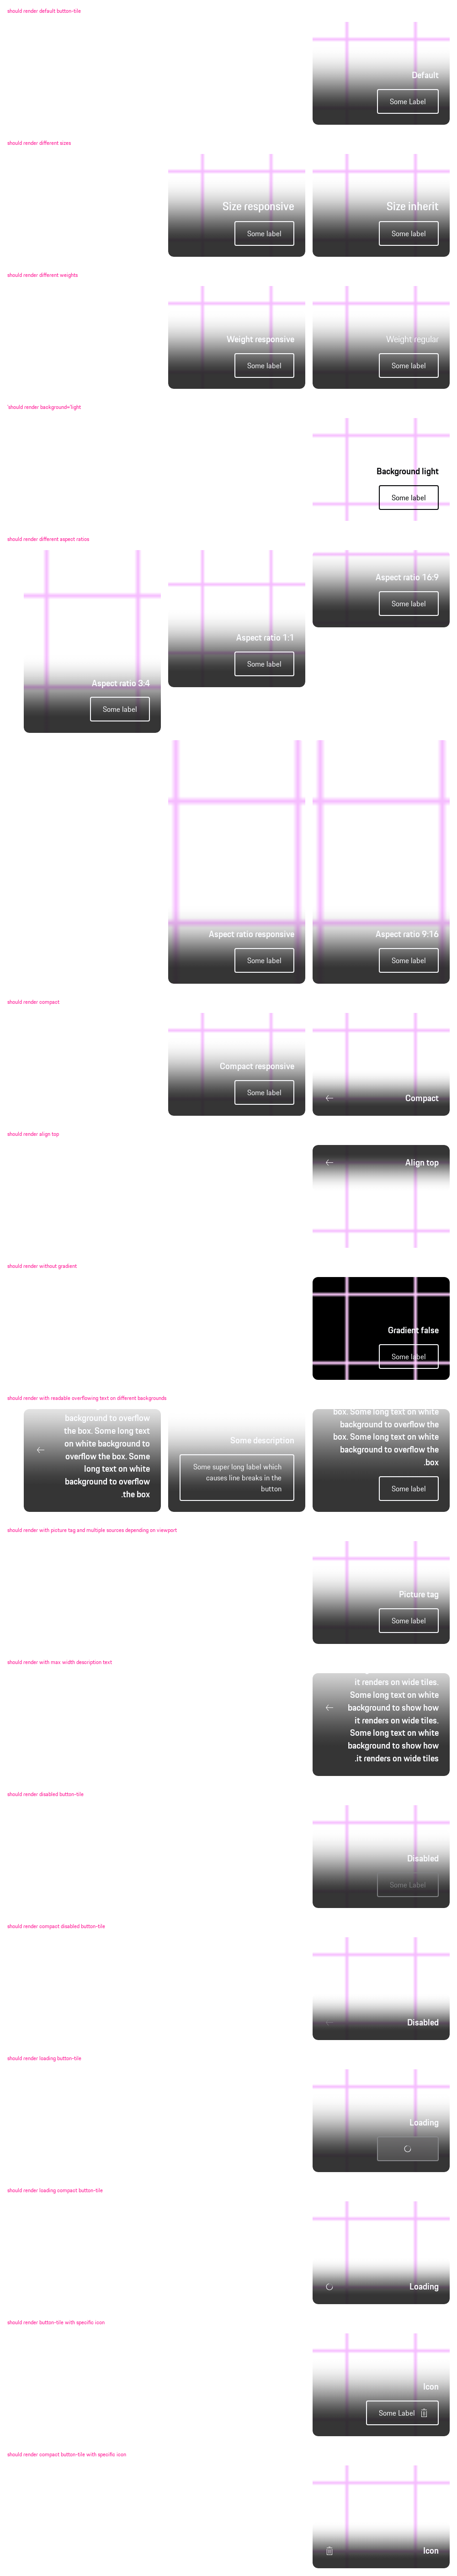 should render default button-tile
Default
Some Label
should render different sizes
Size inherit
Some label
Size responsive
Some label
should render different weights
Weight regular
Some label
Weight responsive
Some label
'should render background='light
Background light
Some label
should render different aspect ratios
Aspect ratio 16:9
Some label
Aspect ratio 1:1
Some label
Aspect ratio 3:4
Some label
Aspect ratio 9:16
Some label
Aspect ratio responsive
Some label
should render compact
Compact
Compact responsive
Some label
should render align top
Align top
should render without gradient
Gradient false
Some label
should render with readable overflowing text on different backgrounds
box. Some long text on white
background to overflow the
box. Some long text on white
background to overflow the
.box
Some label
Some description
Some super long label which
causes line breaks in the
button
background to overflow
the box. Some long text
on white background to
overflow the box. Some
long text on white
background to overflow
.the box
should render with picture tag and multiple sources depending on viewport
Picture tag
Some label
should render with max width description text
it renders on wide tiles.
Some long text on white
background to show how
it renders on wide tiles.
Some long text on white
background to show how
.it renders on wide tiles
should render disabled button-tile
Disabled
Some Label
should render compact disabled button-tile
Disabled
should render loading button-tile
Loading
should render loading compact button-tile
Loading
should render button-tile with specific icon
Icon
Some Label
should render compact button-tile with specific icon
Icon